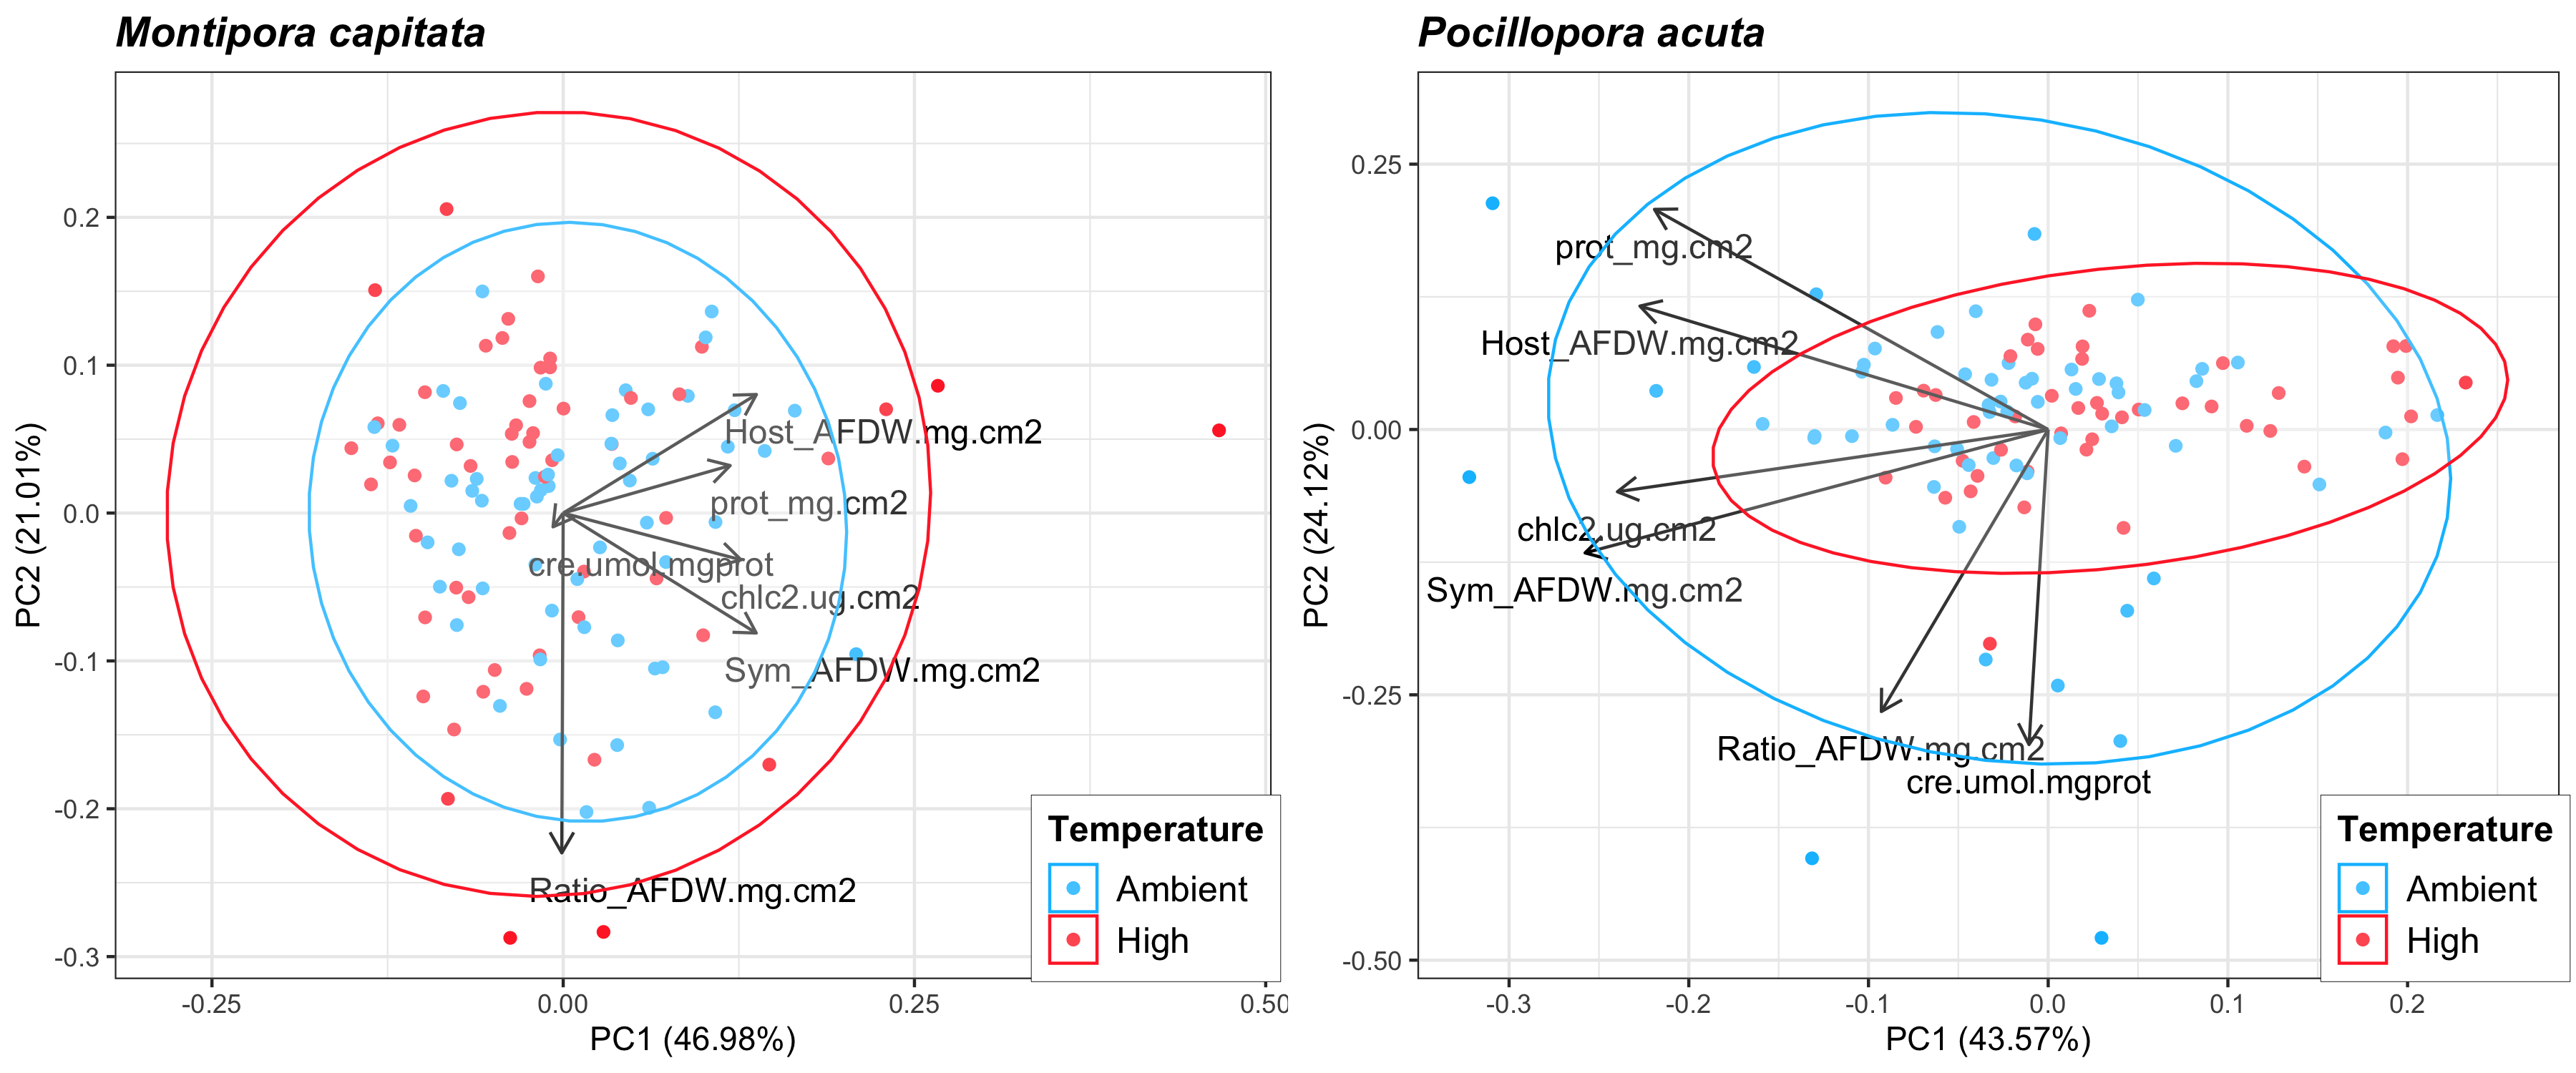 Montipora capitata
PC2 (21.01%)
0.2
0.1
0.0
-0.1
-0.2
-0.3
Host_AFDW.mg.cm2
prot_mg.cm2
cre.umol.mgprot
chlc2.ug.cm2
Sym_AFDW.mg.cm2
Ratio_AFDW.mg.cm2
Temperature
Ambient
High
-0.25
0.00
0.25
0.50
PC1 (46.98%)
Pocillopora acuta
PC2 (24.12%)
0.25
0.00
-0.25
-0.50
prot_mg.cm2
Host_AFDW.mg.cm2
chlc2.ug.cm2
Sym_AFDW.mg.cm2
Ratio_AFDW.mg.cm2
cre.umol.mgprot
Temperature
Ambient
High
-0.3
-0.2
-0.1
0.0
0.1
0.2
PC1 (43.57%)